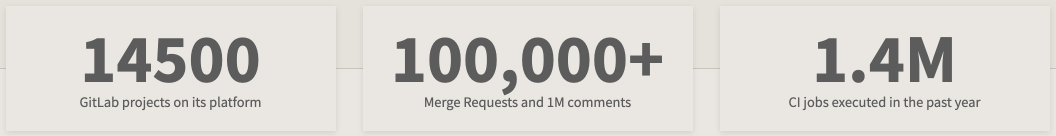 14500
GitLab projects on its platform
100,000+
Merge Requests and 1M comments
1.4M
CI jobs executed in the past year